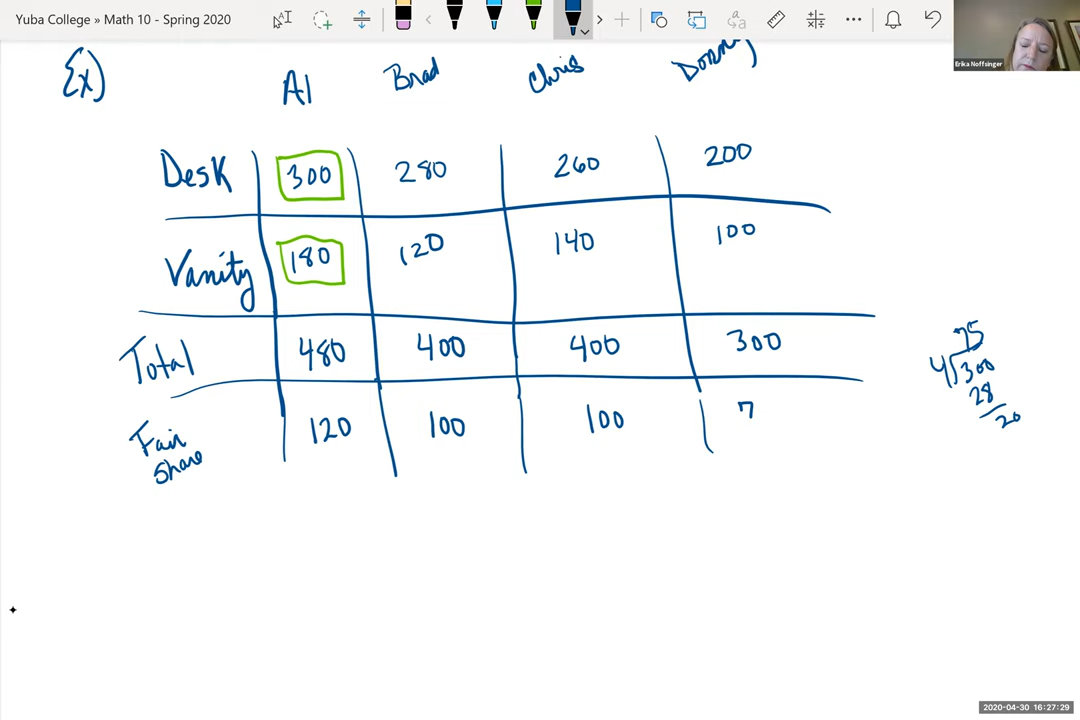 Yuba College » Math 10 - Spring 2020
Erika Noffsinger
Ex)
Al Brad Chris Dorny
Desk 300 280 260 200
Vanity 180 120 140 100
Total 480 400 400 300
Fair Share 120 100 100 7
75
4)300
28
20
2020-04-30 16:27:29